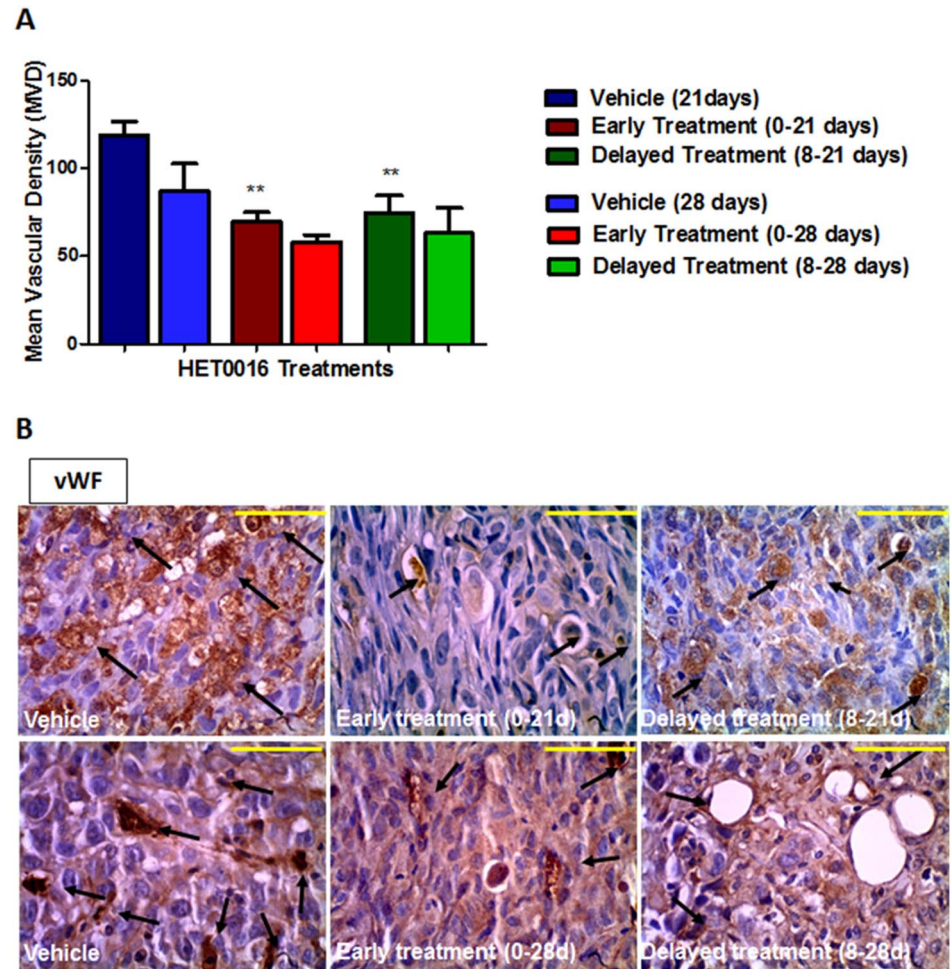 A
150
100
50
0
Mean Vascular Density (MVD)
**
**
HET0016 Treatments
Vehicle (21days)
Early Treatment (0-21 days)
Delayed Treatment (8-21 days)
Vehicle (28 days)
Early Treatment (0-28 days)
Delayed Treatment (8-28 days)
B
vWF
Vehicle
Early treatment (0-21d)
Delayed treatment (8-21d)
Vehicle
Early treatment (0-28d)
Delayed treatment (8-28d)